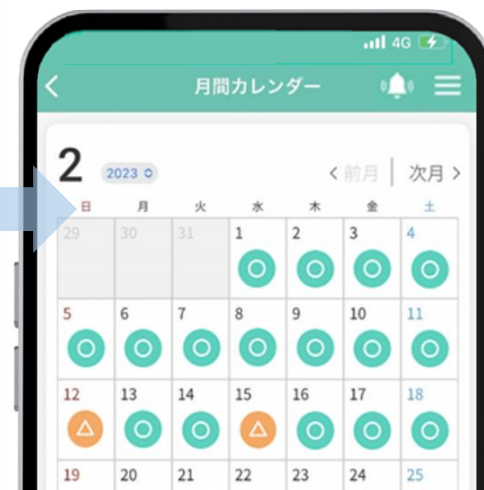 4G
月間カレンダー
2 2023 前月 次月
日 月 火 水 木 金 土
29 30 31 1 2 3 4
5 6 7 8 9 10 11
12 13 14 15 16 17 18
19 20 21 22 23 24 25